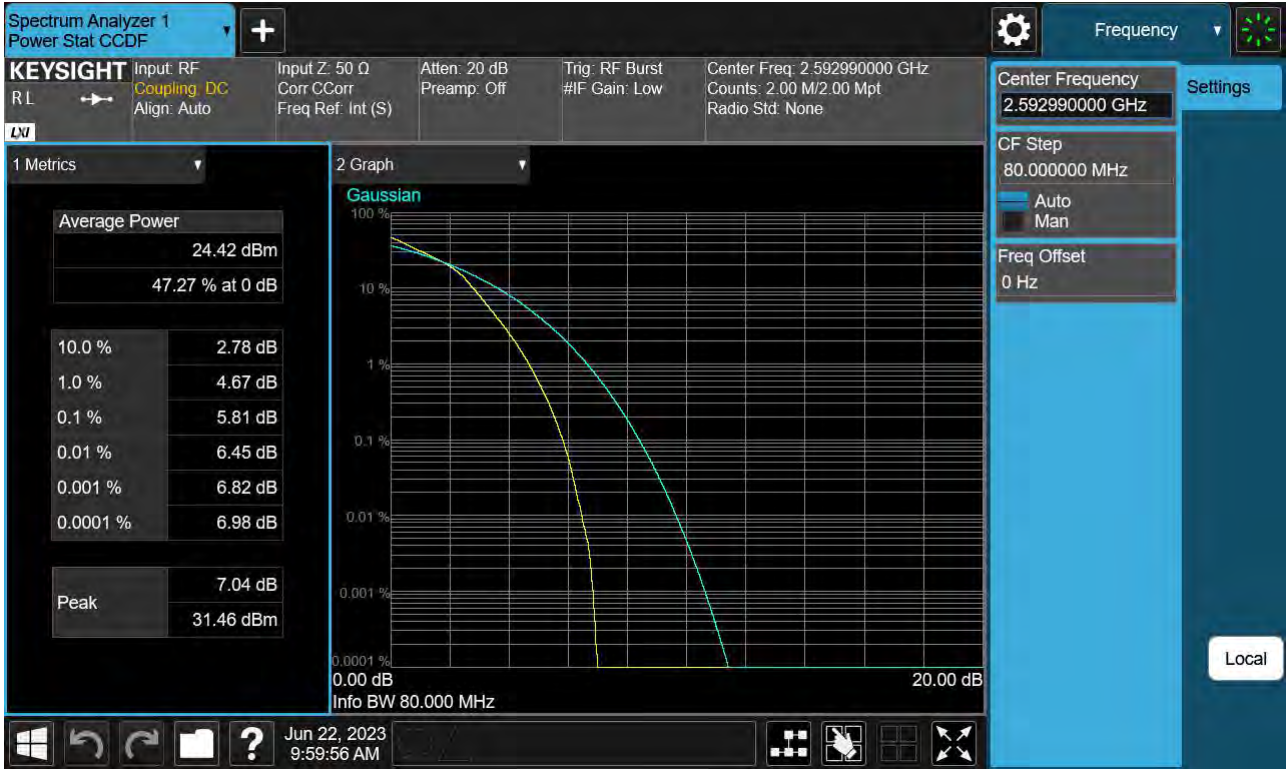 Spectrum Analyzer 1
Power Stat CCDF
+
Frequency
KEYSIGHT
RL
LXI
Input: RF
Coupling: DC
Align: Auto
Input Z: 50 Ω
Corr CCorr
Freq Ref: Int (S)
Atten: 20 dB
Preamp: Off
Trig: RF Burst
#IF Gain: Low
Center Freq: 2.592990000 GHz
Counts: 2.00 M/2.00 Mpt
Radio Std: None
Center Frequency
2.592990000 GHz
Settings
CF Step
80.000000 MHz
Auto
Man
Freq Offset
0 Hz
1 Metrics
Average Power
24.42 dBm
47.27 % at 0 dB
10.0 % 2.78 dB
1.0 % 4.67 dB
0.1 % 5.81 dB
0.01 % 6.45 dB
0.001 % 6.82 dB
0.0001 % 6.98 dB
Peak
7.04 dB
31.46 dBm
2 Graph
Gaussian
100 %
10 %
1 %
0.1 %
0.01 %
0.001 %
0.0001 %
0.00 dB 20.00 dB
Info BW 80.000 MHz
Local
?
Jun 22, 2023
9:59:56 AM